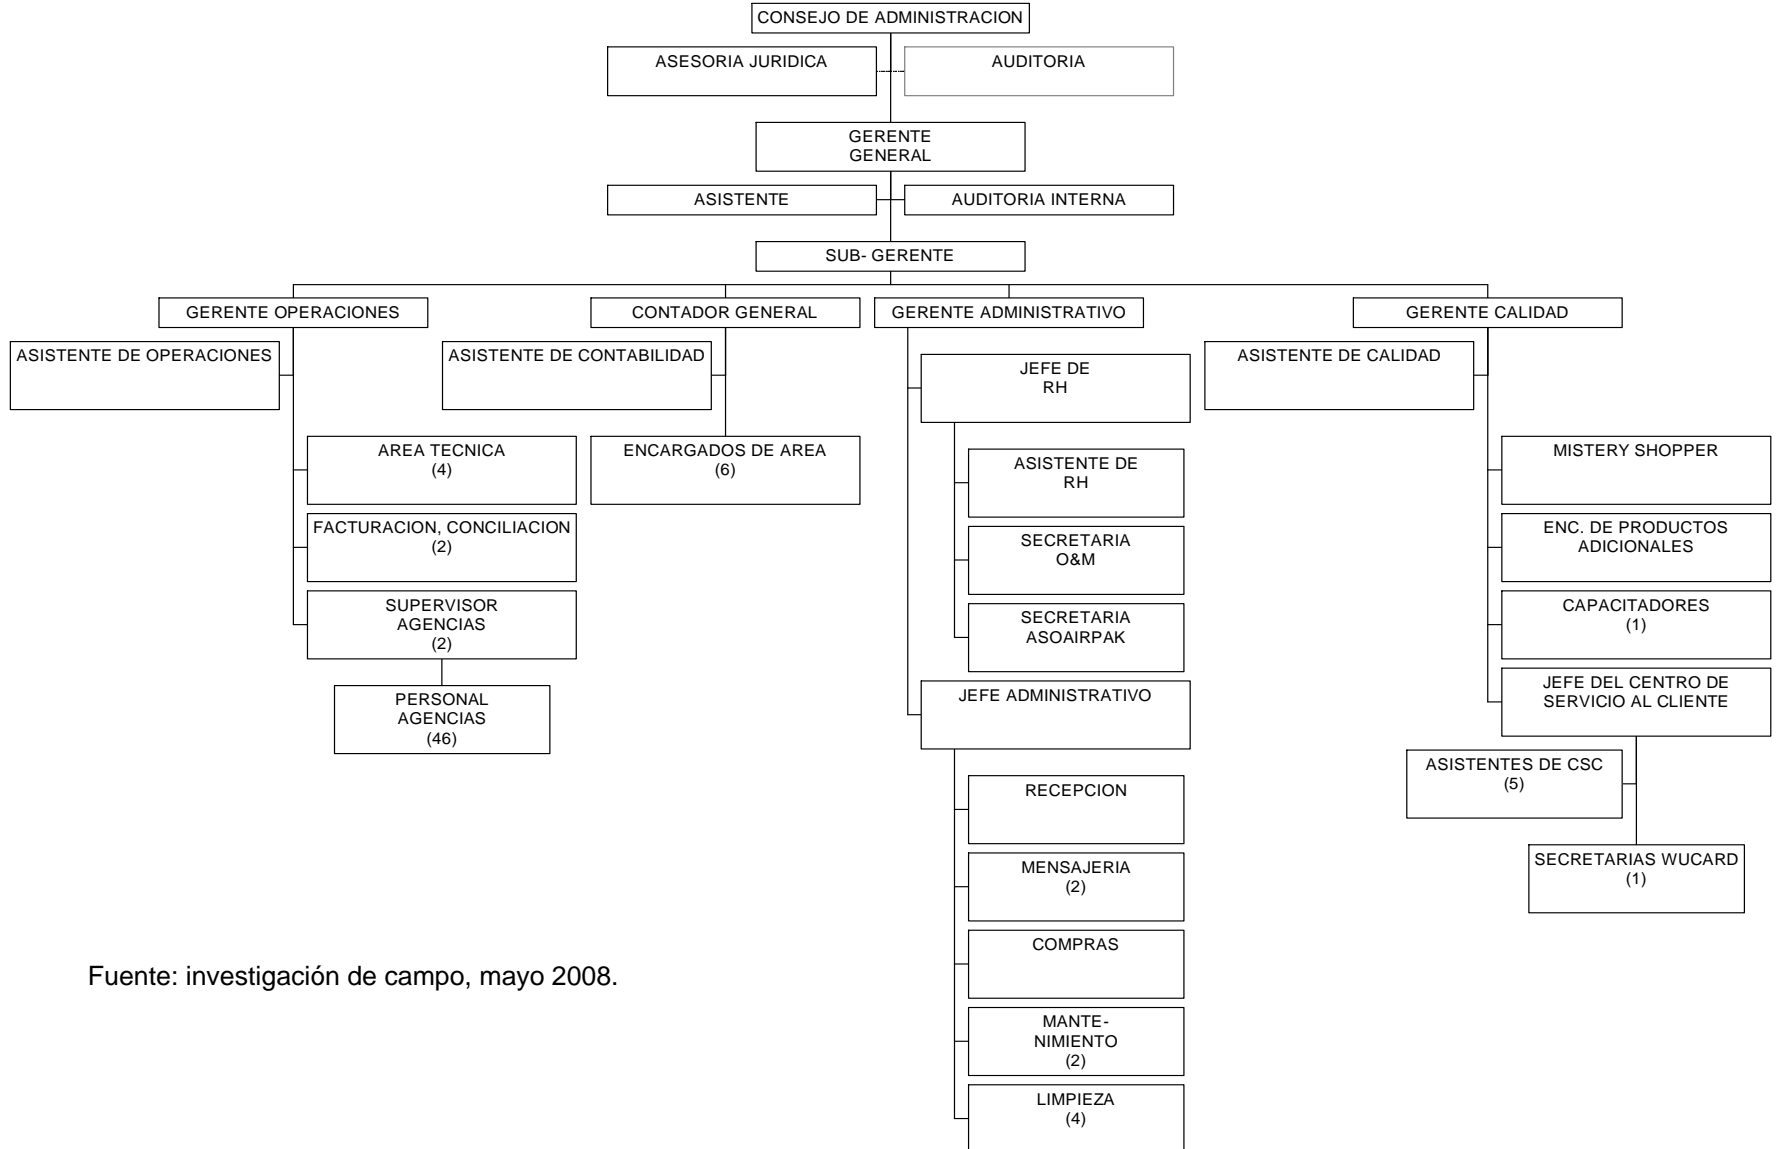 CONSEJO DE ADMINISTRACION
ASESORIA JURIDICA
AUDITORIA
GERENTE
GENERAL
ASISTENTE
AUDITORIA INTERNA
SUB- GERENTE
GERENTE OPERACIONES
CONTADOR GENERAL
GERENTE ADMINISTRATIVO
GERENTE CALIDAD
ASISTENTE DE OPERACIONES
AREA TECNICA
(4)
FACTURACION, CONCILIACION
(2)
SUPERVISOR
AGENCIAS
(2)
PERSONAL
AGENCIAS
(46)
ASISTENTE DE CONTABILIDAD
ENCARGADOS DE AREA
(6)
JEFE DE
RH
ASISTENTE DE
RH
SECRETARIA
O&M
SECRETARIA
ASOAIRPAK
JEFE ADMINISTRATIVO
RECEPCION
MENSAJERIA
(2)
COMPRAS
MANTE-
NIMIENTO
(2)
LIMPIEZA
(4)
ASISTENTE DE CALIDAD
MISTERY SHOPPER
ENC. DE PRODUCTOS
ADICIONALES
CAPACITADORES
(1)
JEFE DEL CENTRO DE
SERVICIO AL CLIENTE
ASISTENTES DE CSC
(5)
SECRETARIAS WUCARD
(1)
Fuente: investigación de campo, mayo 2008.